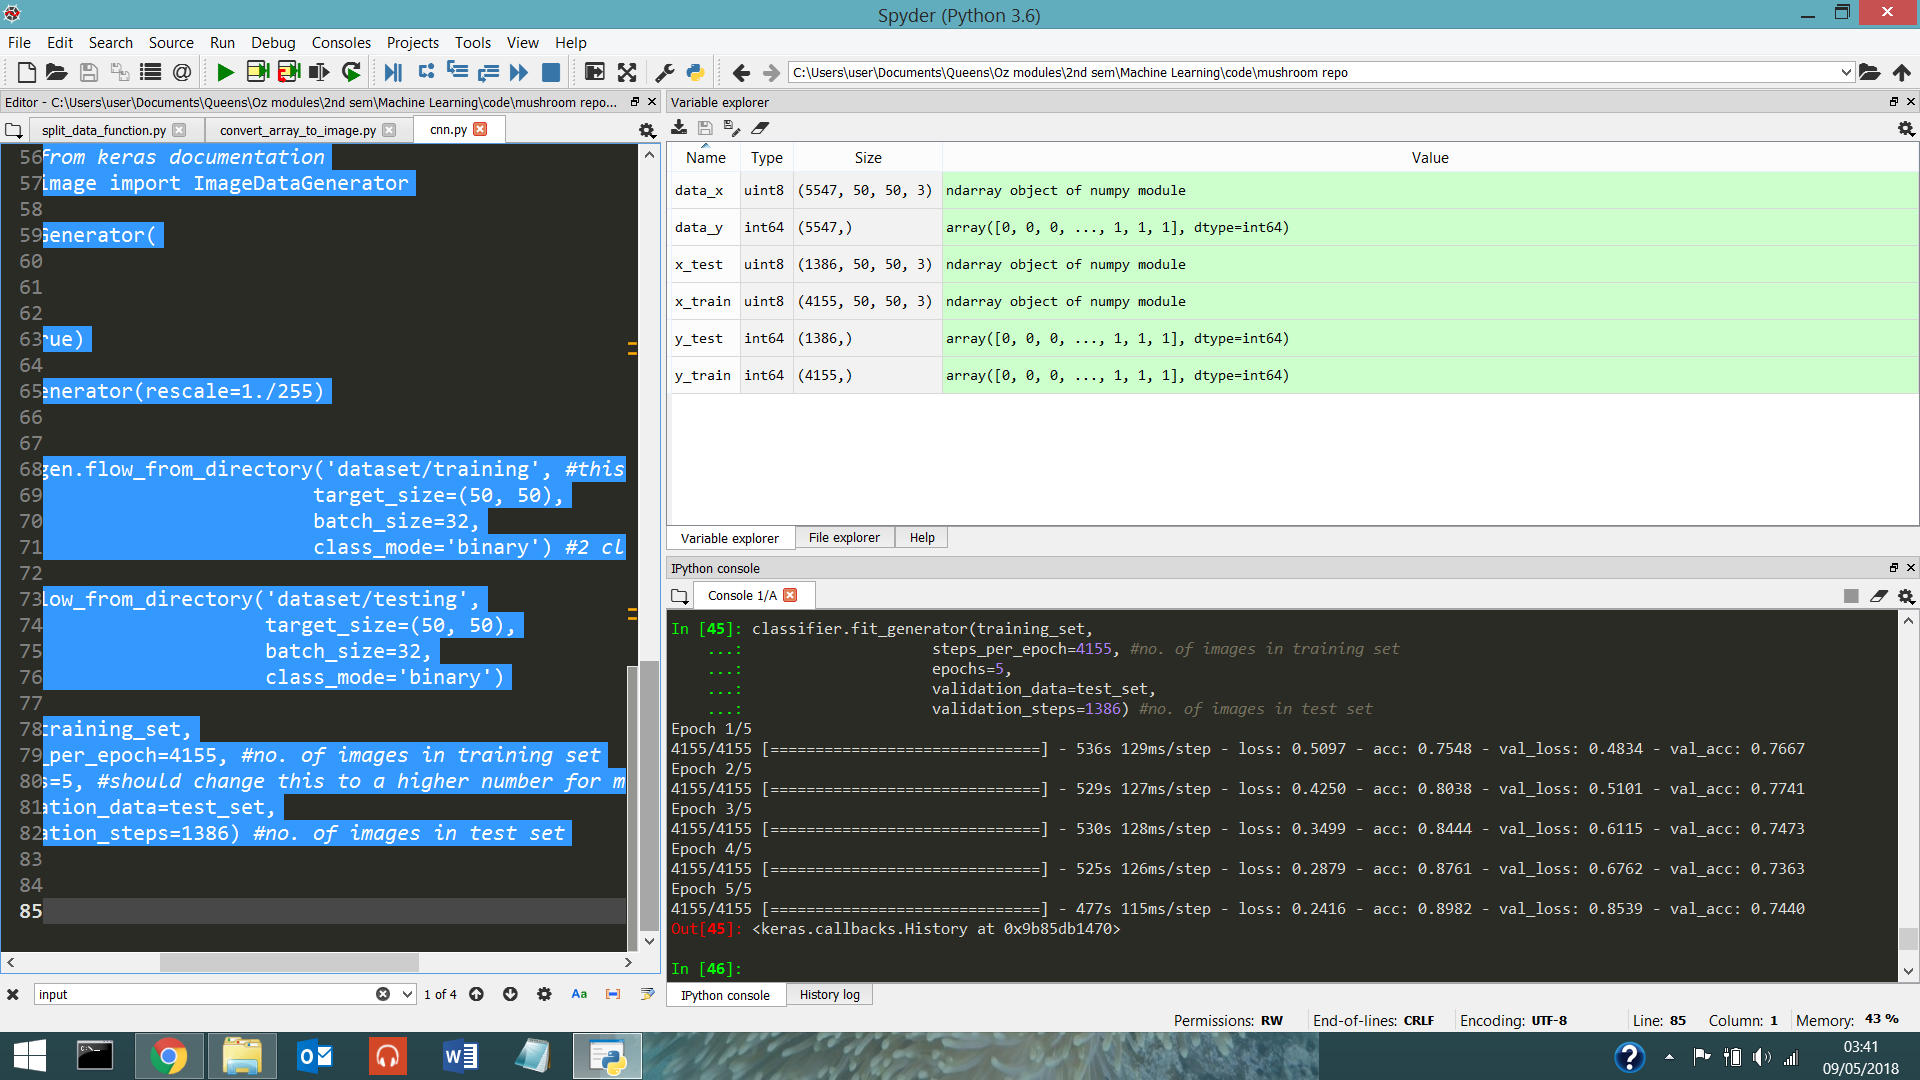 Spyder (Python 3.6)
File Edit Search Source Run Debug Consoles Projects Tools View Help
C:\Users\user\Documents\Queens\Oz modules\2nd sem\Machine Learning\code\mushroom repo
Editor - C:\Users\user\Documents\Queens\Oz modules\2nd sem\Machine Learning\code\mushroom repo...
split_data_function.py convert_array_to_image.py cnn.py
56 from keras documentation
57 image import ImageDataGenerator
58
59 Generator(
60
61
62
63 rue)
64
65 enerator(rescale=1./255)
66
67
68 gen.flow_from_directory('dataset/training', #this
69 target_size=(50, 50),
70 batch_size=32,
71 class_mode='binary') #2 cl
72
73 low_from_directory('dataset/testing',
74 target_size=(50, 50),
75 batch_size=32,
76 class_mode='binary')
77
78 training_set,
79 _per_epoch=4155, #no. of images in training set
80 s=5, #should change this to a higher number for m
81 ation_data=test_set,
82 ation_steps=1386) #no. of images in test set
83
84
85
input 1 of 4 Aa
Variable explorer
Name Type Size Value
data_x uint8 (5547, 50, 50, 3) ndarray object of numpy module
data_y int64 (5547,) array([0, 0, 0, ..., 1, 1, 1], dtype=int64)
x_test uint8 (1386, 50, 50, 3) ndarray object of numpy module
x_train uint8 (4155, 50, 50, 3) ndarray object of numpy module
y_test int64 (1386,) array([0, 0, 0, ..., 1, 1, 1], dtype=int64)
y_train int64 (4155,) array([0, 0, 0, ..., 1, 1, 1], dtype=int64)
Variable explorer File explorer Help
IPython console
Console 1/A
In [45]: classifier.fit_generator(training_set,
...: steps_per_epoch=4155, #no. of images in training set
...: epochs=5,
...: validation_data=test_set,
...: validation_steps=1386) #no. of images in test set
Epoch 1/5
4155/4155 [==============================] - 536s 129ms/step - loss: 0.5097 - acc: 0.7548 - val_loss: 0.4834 - val_acc: 0.7667
Epoch 2/5
4155/4155 [==============================] - 529s 127ms/step - loss: 0.4250 - acc: 0.8038 - val_loss: 0.5101 - val_acc: 0.7741
Epoch 3/5
4155/4155 [==============================] - 530s 128ms/step - loss: 0.3499 - acc: 0.8444 - val_loss: 0.6115 - val_acc: 0.7473
Epoch 4/5
4155/4155 [==============================] - 525s 126ms/step - loss: 0.2879 - acc: 0.8761 - val_loss: 0.6762 - val_acc: 0.7363
Epoch 5/5
4155/4155 [==============================] - 477s 115ms/step - loss: 0.2416 - acc: 0.8982 - val_loss: 0.8539 - val_acc: 0.7440
Out[45]: <keras.callbacks.History at 0x9b85db1470>
In [46]:
IPython console History log
Permissions: RW End-of-lines: CRLF Encoding: UTF-8 Line: 85 Column: 1 Memory: 43 %
03:41
09/05/2018